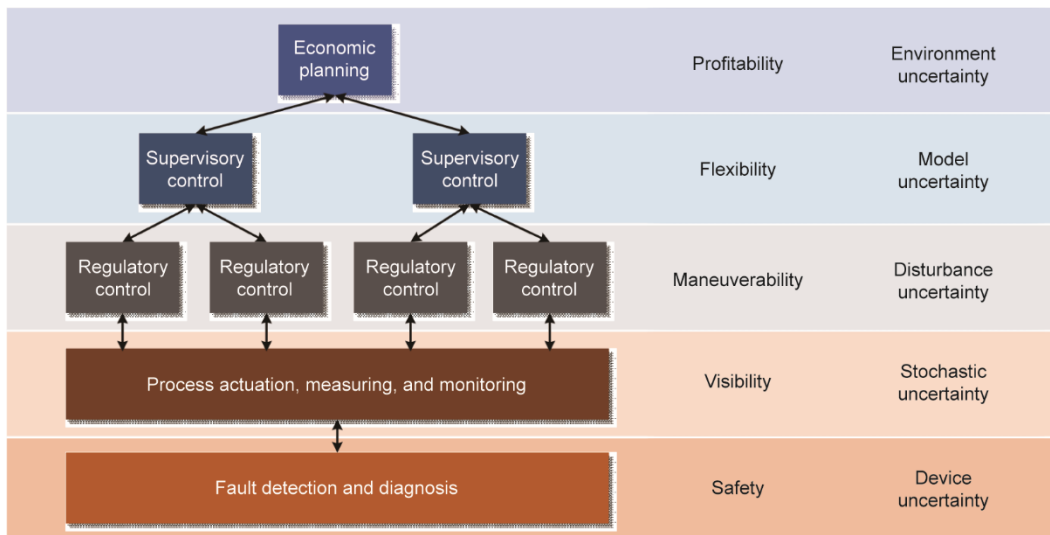 Economic
planning
Profitability
Environment
uncertainty
Supervisory
control
Supervisory
control
Flexibility
Model
uncertainty
Regulatory
control
Regulatory
control
Regulatory
control
Regulatory
control
Maneuverability
Disturbance
uncertainty
Process actuation, measuring, and monitoring
Visibility
Stochastic
uncertainty
Fault detection and diagnosis
Safety
Device
uncertainty